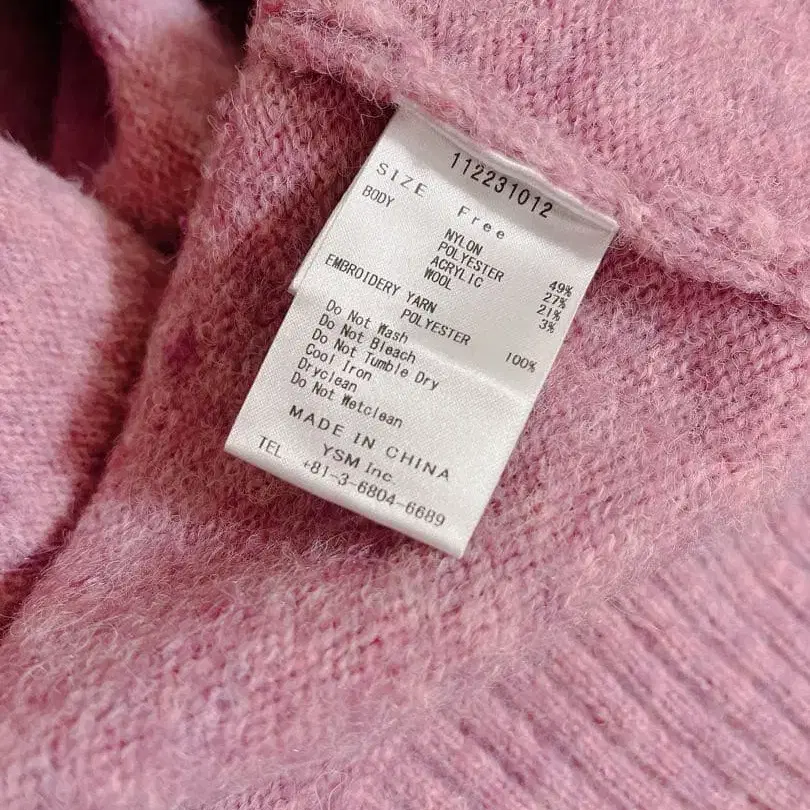 112231012
SIZE Free
BODY
NYLON 49%
POLYESTER 27%
ACRYLIC 21%
WOOL 3%
EMBROIDERY YARN
POLYESTER 100%
Do Not Wash
Do Not Bleach
Do Not Tumble Dry
Cool Iron
Dryclean
Do Not Wetclean
MADE IN CHINA
YSM Inc.
TEL +81-3-6804-6689